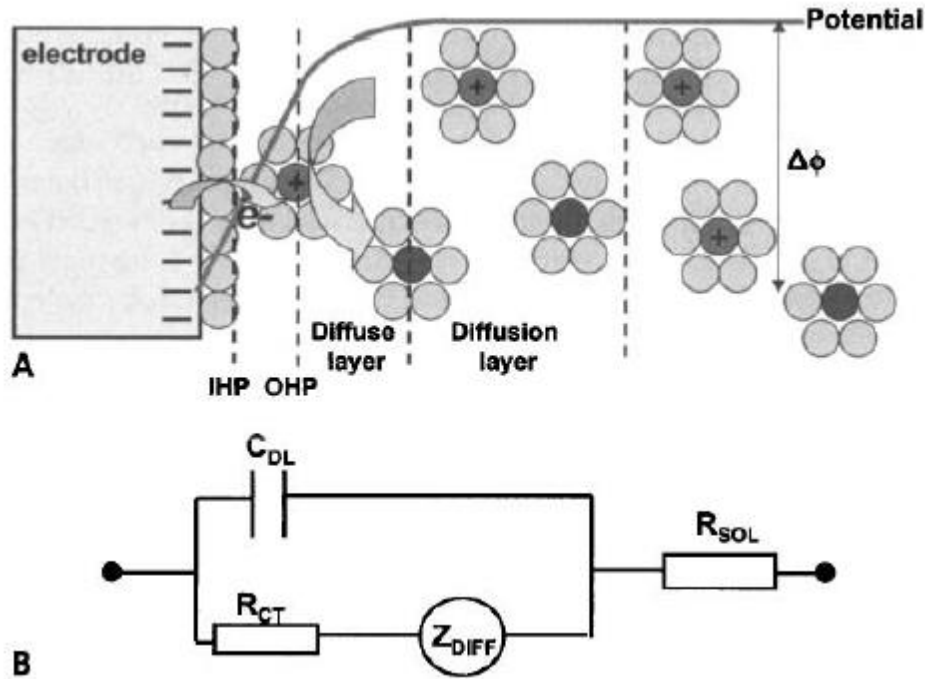 Potential
electrode
+
+
Δϕ
+
e-
+
Diffuse
layer
Diffusion
layer
A
IHP
OHP
C_DL
R_SOL
R_CT
Z_DIFF
B